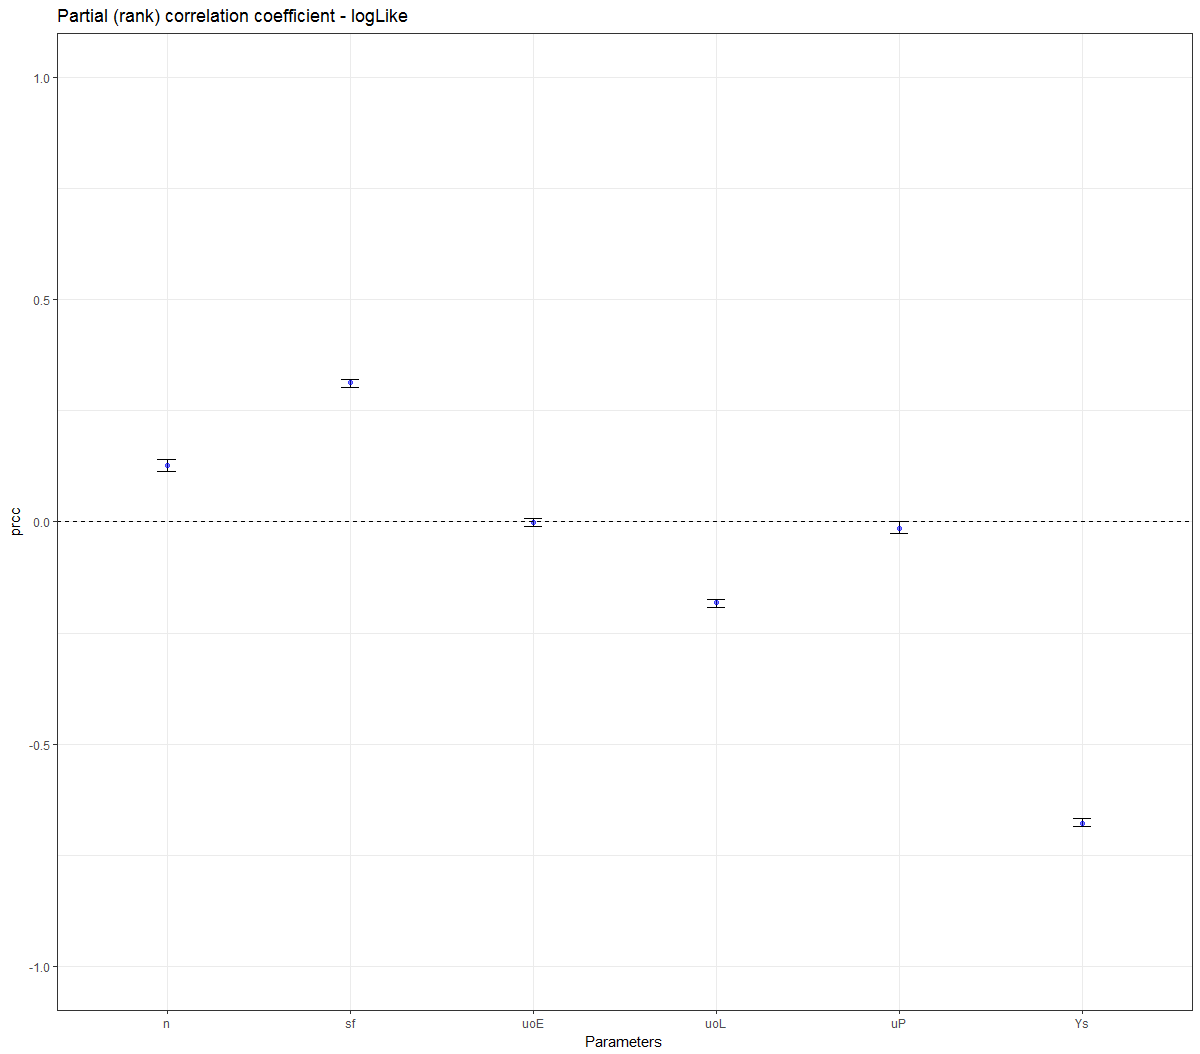 Partial (rank) correlation coefficient - logLike
1.0
0.5
0.0
-0.5
-1.0
prcc
n sf uoE uoL uP Ys
Parameters